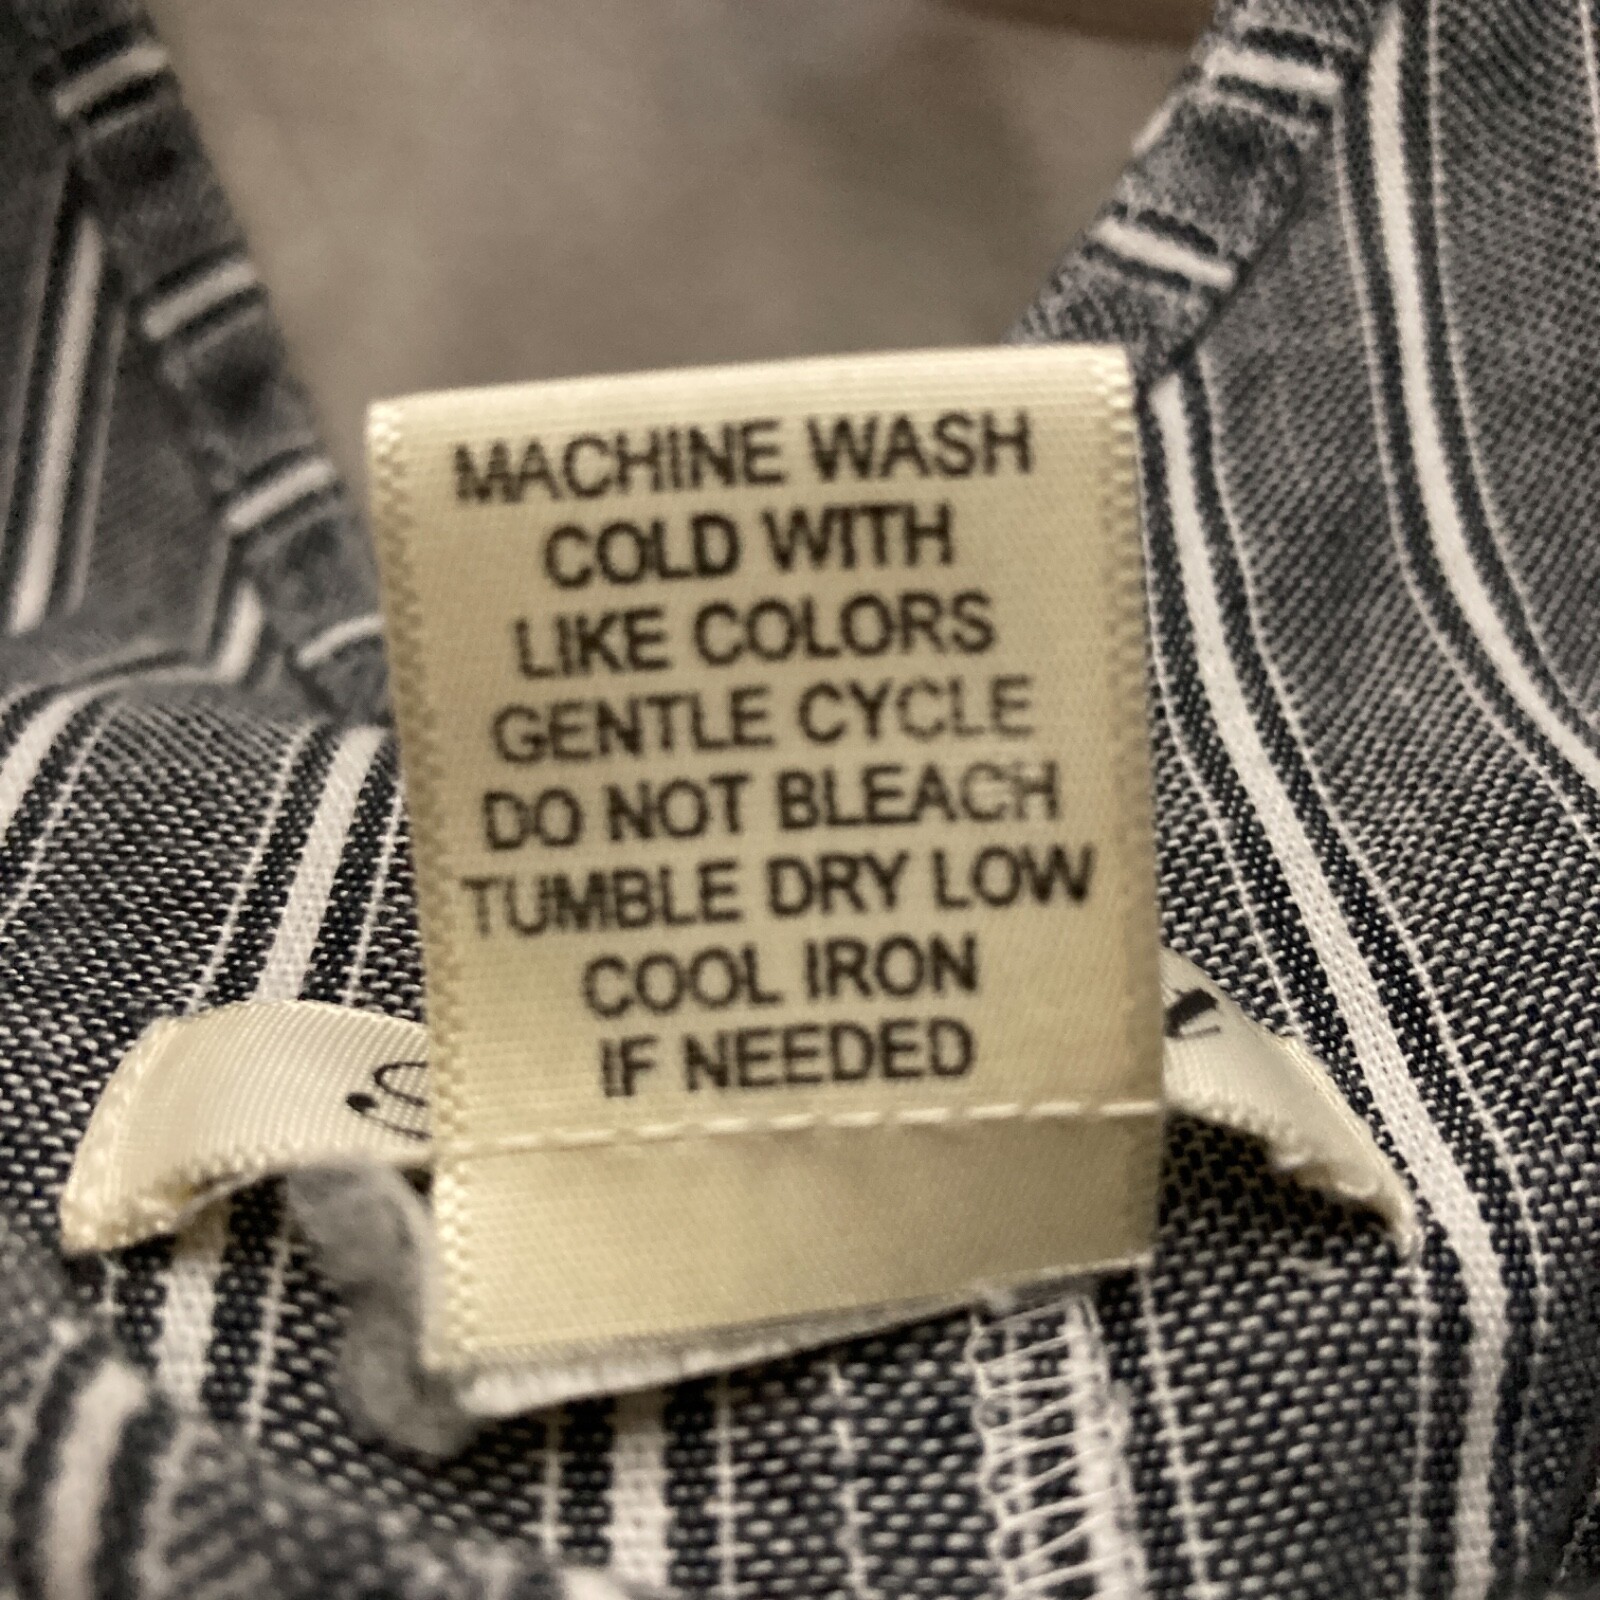 MACHINE WASH
COLD WITH
LIKE COLORS
GENTLE CYCLE
DO NOT BLEACH
TUMBLE DRY LOW
COOL IRON
IF NEEDED